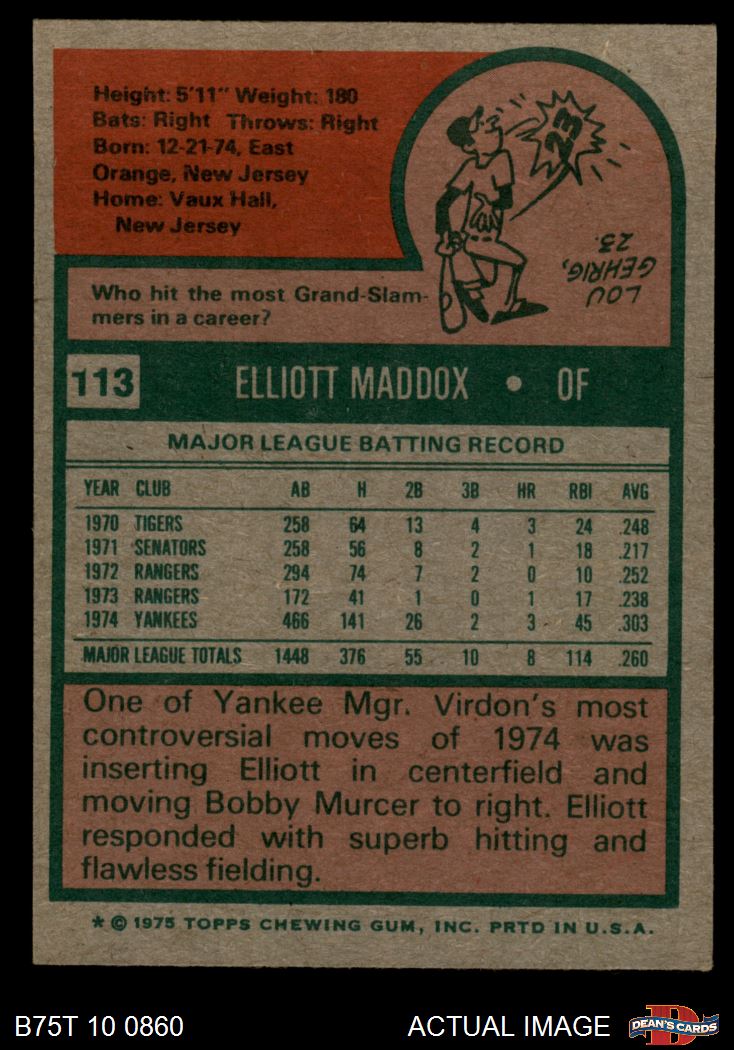 Height: 5'11" Weight: 180
Bats: Right Throws: Right
Born: 12-21-74, East
Orange, New Jersey
Home: Vaux Hall,
New Jersey
23
LOU
GEHRIG,
23.
Who hit the most Grand-Slam-
mers in a career?
113 ELLIOTT MADDOX • OF
MAJOR LEAGUE BATTING RECORD
YEAR CLUB AB H 2B 3B HR RBI AVG
1970 TIGERS 258 64 13 4 3 24 .248
1971 SENATORS 258 56 8 2 1 18 .217
1972 RANGERS 294 74 7 2 0 10 .252
1973 RANGERS 172 41 1 0 1 17 .238
1974 YANKEES 466 141 26 2 3 45 .303
MAJOR LEAGUE TOTALS 1448 376 55 10 8 114 .260
One of Yankee Mgr. Virdon's most
controversial moves of 1974 was
inserting Elliott in centerfield and
moving Bobby Murcer to right. Elliott
responded with superb hitting and
flawless fielding.
* © 1975 TOPPS CHEWING GUM, INC. PRTD IN U.S.A.
B75T 10 0860 ACTUAL IMAGE
DEAN'S CARDS